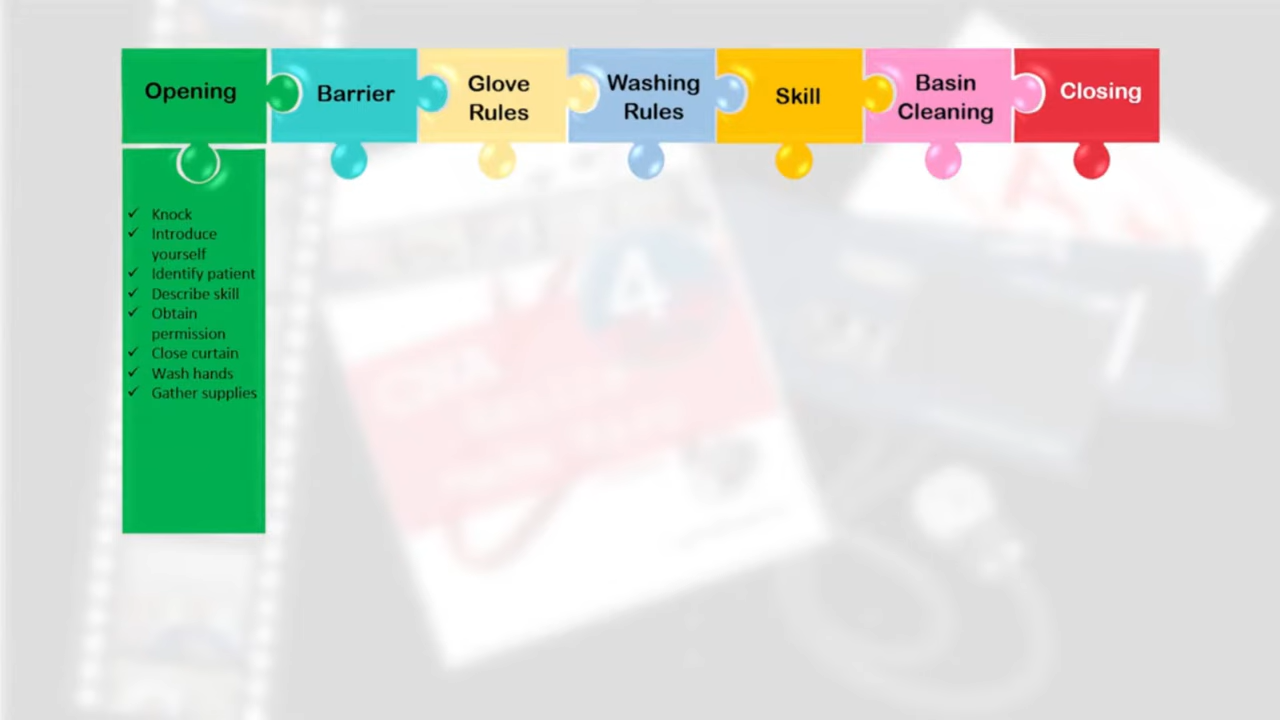 Opening
Barrier
Glove
Rules
Washing
Rules
Skill
Basin
Cleaning
Closing
✓ Knock
✓ Introduce
yourself
✓ Identify patient
✓ Describe skill
✓ Obtain
permission
✓ Close curtain
✓ Wash hands
✓ Gather supplies
A